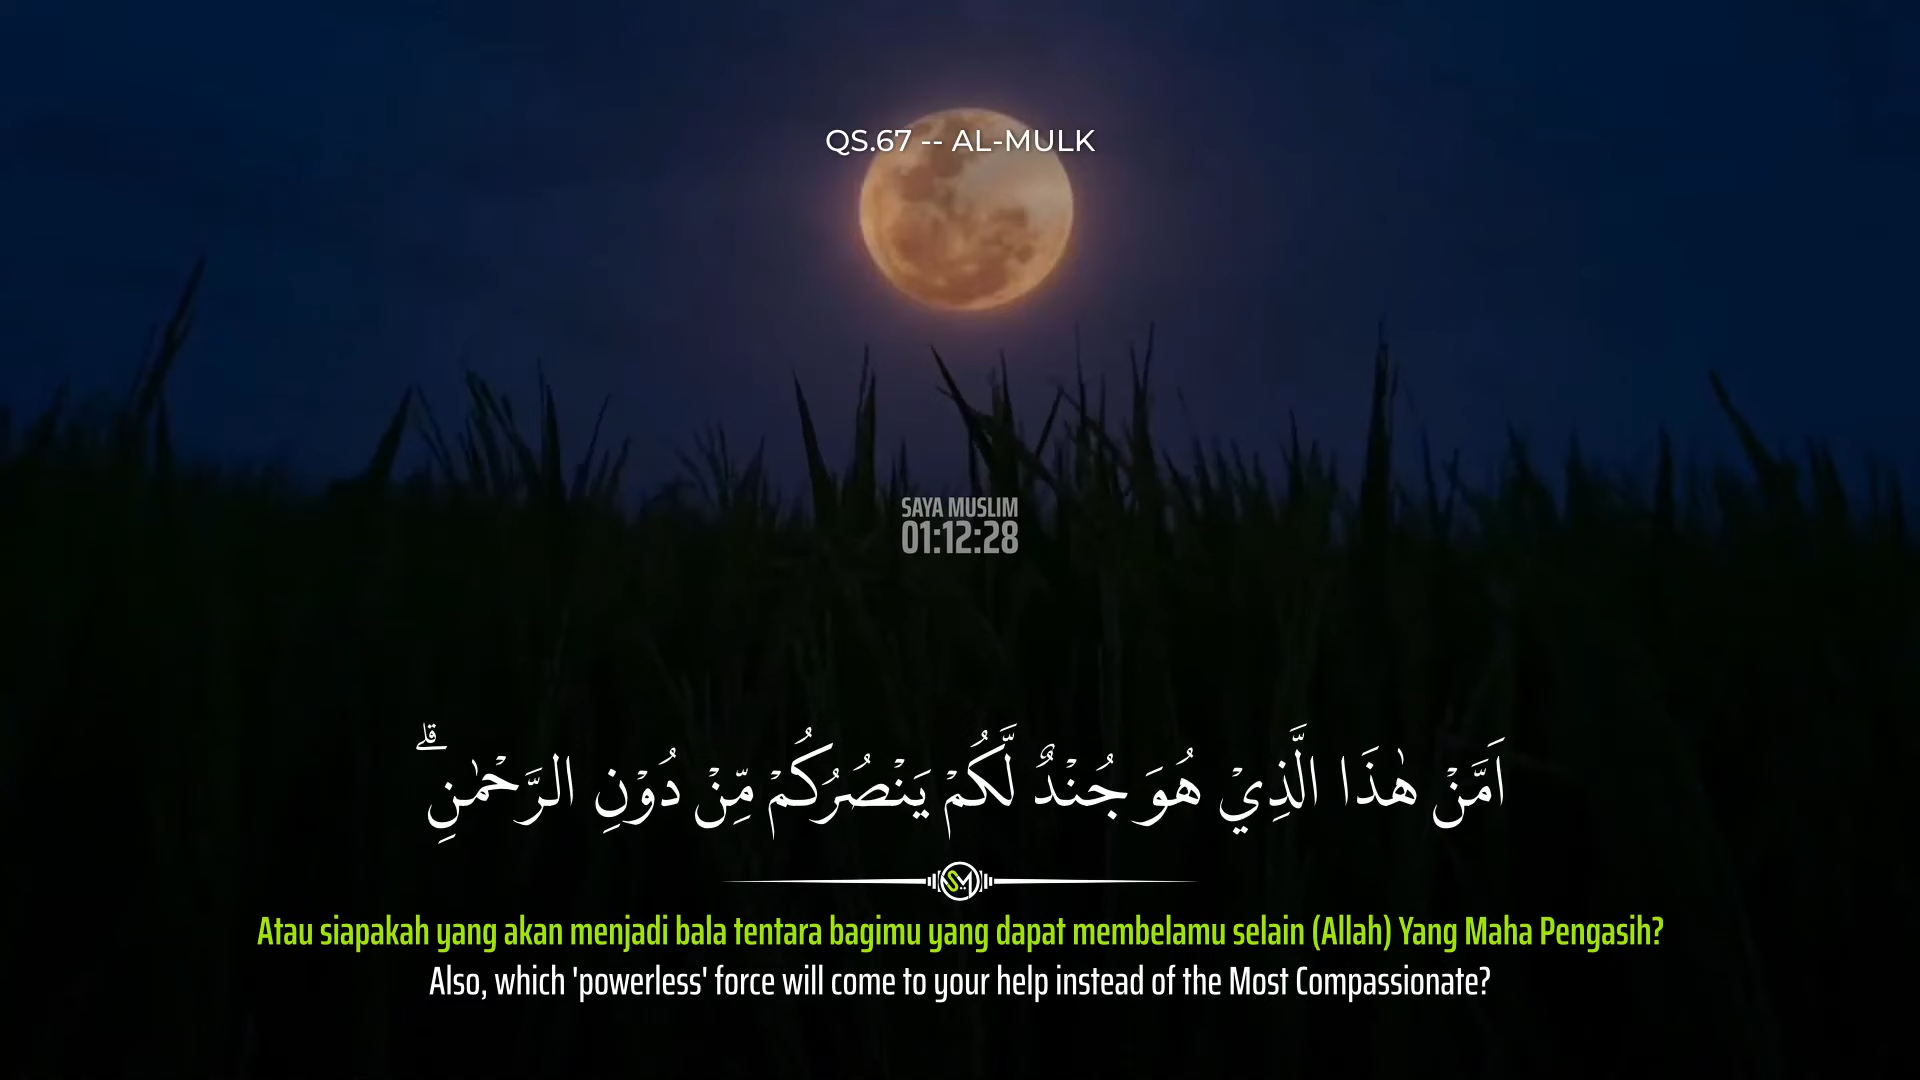 QS.67 -- AL-MULK
SAYA MUSLIM
01:12:28
اَمَّنْ هٰذَا الَّذِيْ هُوَ جُنْدٌ لَّكُمْ يَنْصُرُكُمْ مِّنْ دُوْنِ الرَّحْمٰنِۗ
SM
Atau siapakah yang akan menjadi bala tentara bagimu yang dapat membelamu selain (Allah) Yang Maha Pengasih?
Also, which 'powerless' force will come to your help instead of the Most Compassionate?